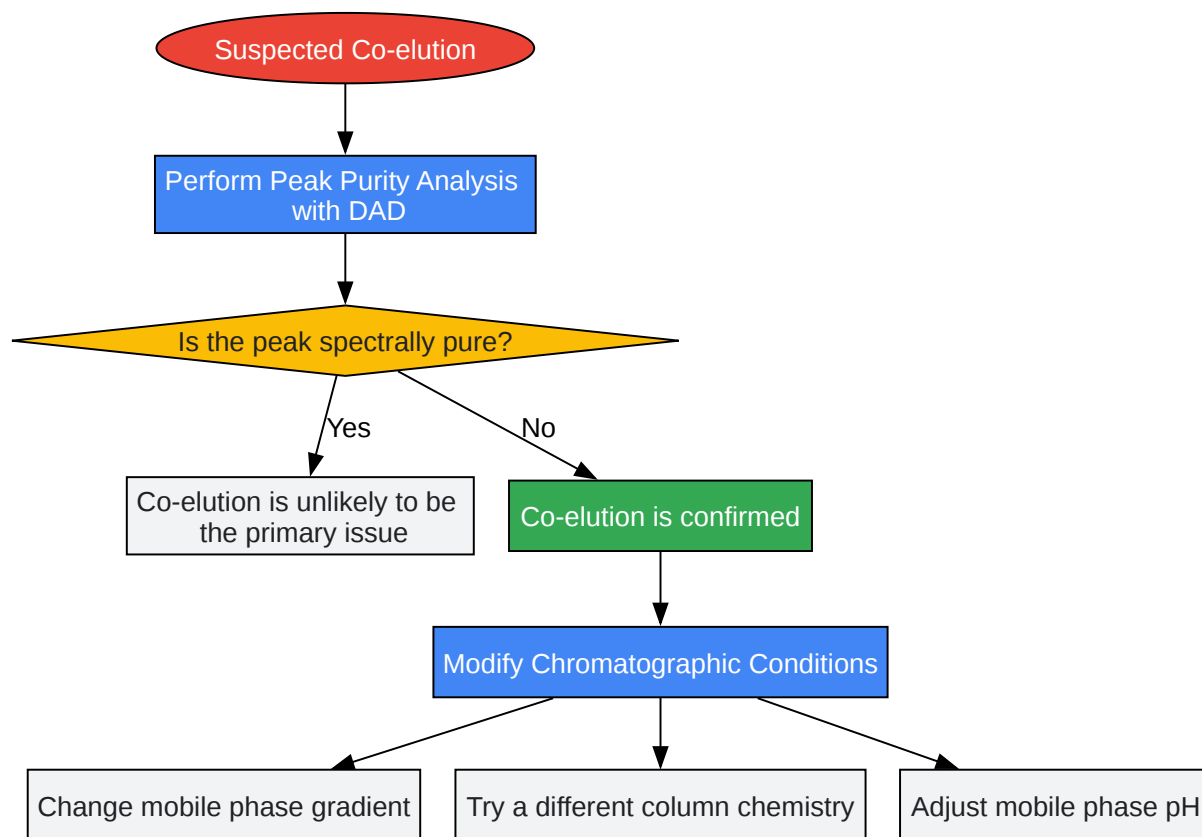 Suspected Co-elution
Perform Peak Purity Analysis
with DAD
Is the peak spectrally pure?
Yes
No
Co-elution is unlikely to be
the primary issue
Co-elution is confirmed
Modify Chromatographic Conditions
Change mobile phase gradient
Try a different column chemistry
Adjust mobile phase pH